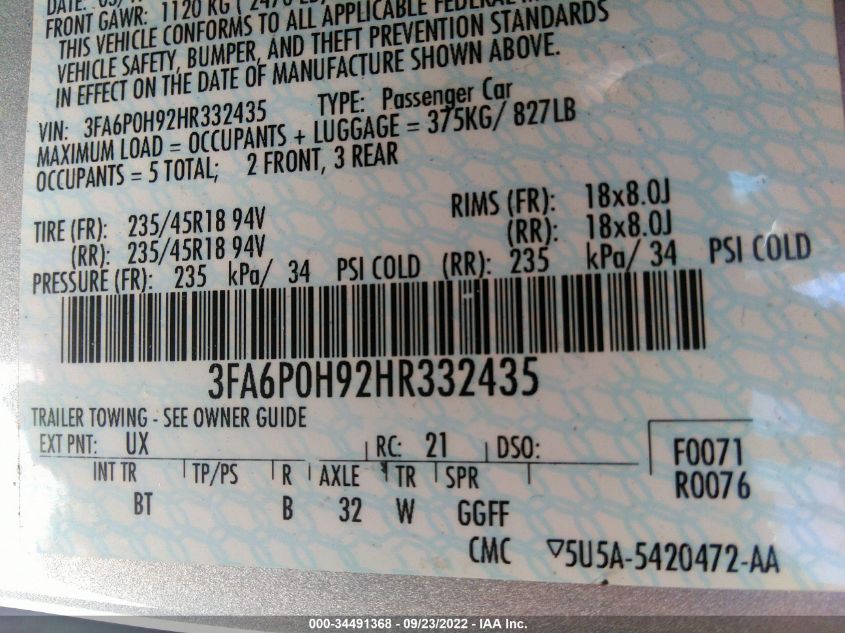 DATE: 03/1
FRONT GAWR: 1120 KG ( 2470 LB)
THIS VEHICLE CONFORMS TO ALL APPLICABLE FEDERAL
VEHICLE SAFETY, BUMPER, AND THEFT PREVENTION STANDARDS
IN EFFECT ON THE DATE OF MANUFACTURE SHOWN ABOVE.
VIN: 3FA6P0H92HR332435 TYPE: Passenger Car
MAXIMUM LOAD = OCCUPANTS + LUGGAGE = 375KG/ 827LB
OCCUPANTS = 5 TOTAL; 2 FRONT, 3 REAR
TIRE (FR): 235/45R18 94V RIMS (FR): 18x8.0J
(RR): 235/45R18 94V (RR): 18x8.0J
PRESSURE (FR): 235 kPa/ 34 PSI COLD (RR): 235 kPa/ 34 PSI COLD
3FA6P0H92HR332435
TRAILER TOWING - SEE OWNER GUIDE
EXT PNT: UX RC: 21 DSO: F0071
INT TR TP/PS R AXLE TR SPR R0076
BT B 32 W GGFF
CMC ▽5U5A-5420472-AA
000-34491368 - 09/23/2022 - IAA Inc.